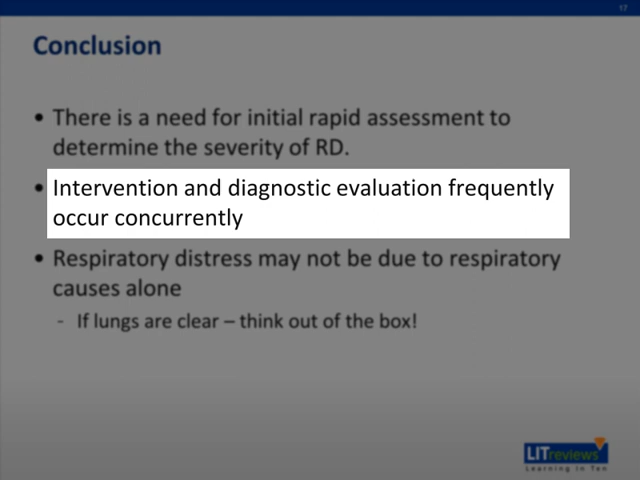 17
Conclusion
• There is a need for initial rapid assessment to
determine the severity of RD.
• Intervention and diagnostic evaluation frequently
occur concurrently
• Respiratory distress may not be due to respiratory
causes alone
- If lungs are clear – think out of the box!
LITreviews
Learning In Ten